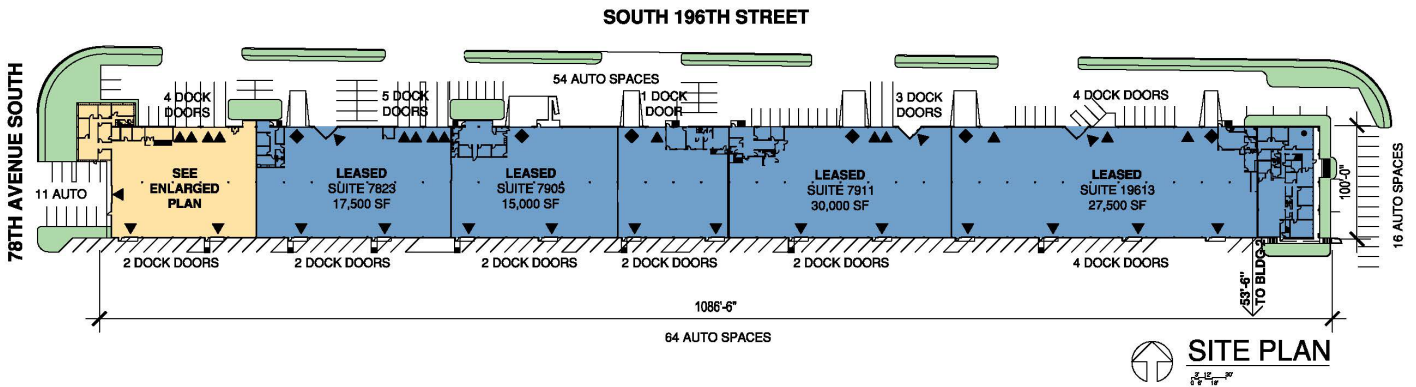 SOUTH 196TH STREET
78TH AVENUE SOUTH
54 AUTO SPACES
4 DOCK
DOORS
5 DOCK
DOORS
1 DOCK
DOOR
3 DOCK
DOORS
4 DOCK DOORS
SEE
ENLARGED
PLAN
LEASED
SUITE 7823
17,500 SF
LEASED
SUITE 7905
15,000 SF
LEASED
SUITE 7911
30,000 SF
LEASED
SUITE 19613
27,500 SF
11 AUTO
100'-0"
16 AUTO SPACES
2 DOCK DOORS
2 DOCK DOORS
2 DOCK DOORS
2 DOCK DOORS
2 DOCK DOORS
4 DOCK DOORS
53'-6"
TO BLDG-2
1086'-6"
64 AUTO SPACES
SITE PLAN